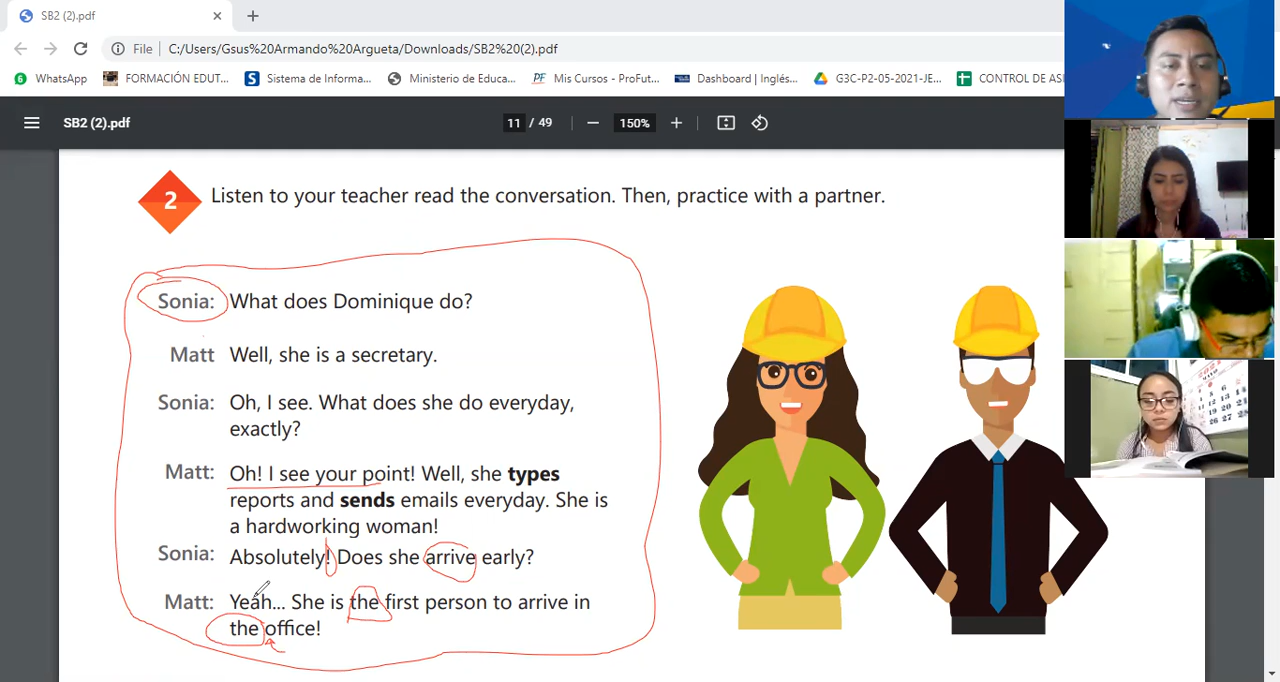 SB2 (2).pdf
File C:/Users/Gsus%20Armando%20Argueta/Downloads/SB2%20(2).pdf
WhatsApp FORMACIÓN EDUT... Sistema de Informa... Ministerio de Educa... Mis Cursos - ProFut... Dashboard | Inglés,... G3C-P2-05-2021-JE... CONTROL DE
SB2 (2).pdf 11 / 49 150%
2 Listen to your teacher read the conversation. Then, practice with a partner.
Sonia: What does Dominique do?
Matt Well, she is a secretary.
Sonia: Oh, I see. What does she do everyday,
exactly?
Matt: Oh! I see your point! Well, she types
reports and sends emails everyday. She is
a hardworking woman!
Sonia: Absolutely! Does she arrive early?
Matt: Yeah... She is the first person to arrive in
the office!